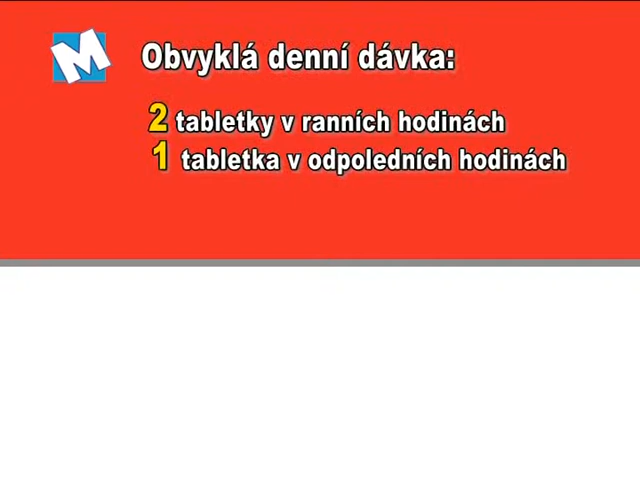 M
Obvyklá denní dávka:
2 tabletky v ranních hodinách
1 tabletka v odpoledních hodinách